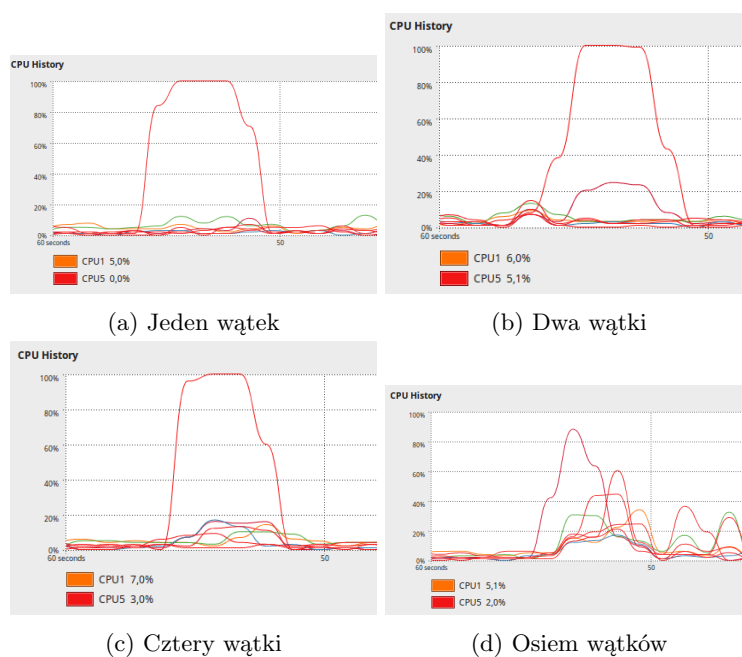 CPU History
100%
80%
60%
40%
20%
0%
60 seconds
50
CPU1 5,0%
CPU5 0,0%
(a) Jeden wątek
CPU History
100%
80%
60%
40%
20%
0%
60 seconds
50
CPU1 6,0%
CPU5 5,1%
(b) Dwa wątki
CPU History
100%
80%
60%
40%
20%
0%
60 seconds
50
CPU1 7,0%
CPU5 3,0%
(c) Cztery wątki
CPU History
100%
80%
60%
40%
20%
0%
60 seconds
50
CPU1 5,1%
CPU5 2,0%
(d) Osiem wątków